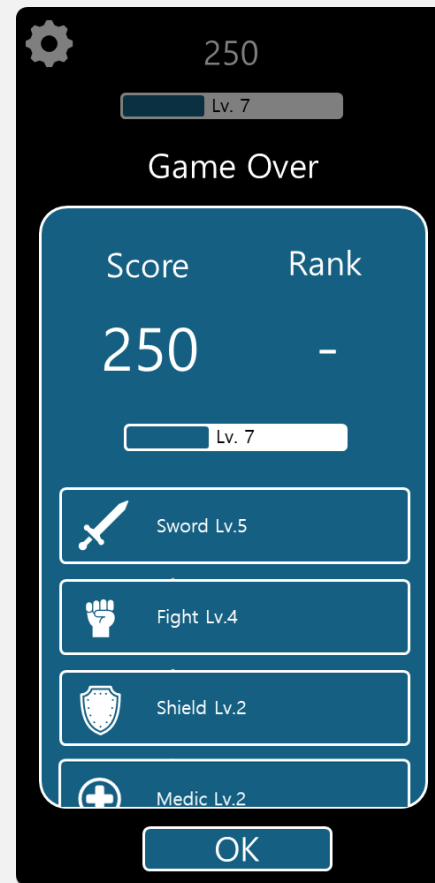 250
Lv. 7
Game Over
Score Rank
250 -
Lv. 7
Sword Lv.5
Fight Lv.4
Shield Lv.2
Medic Lv.2
OK